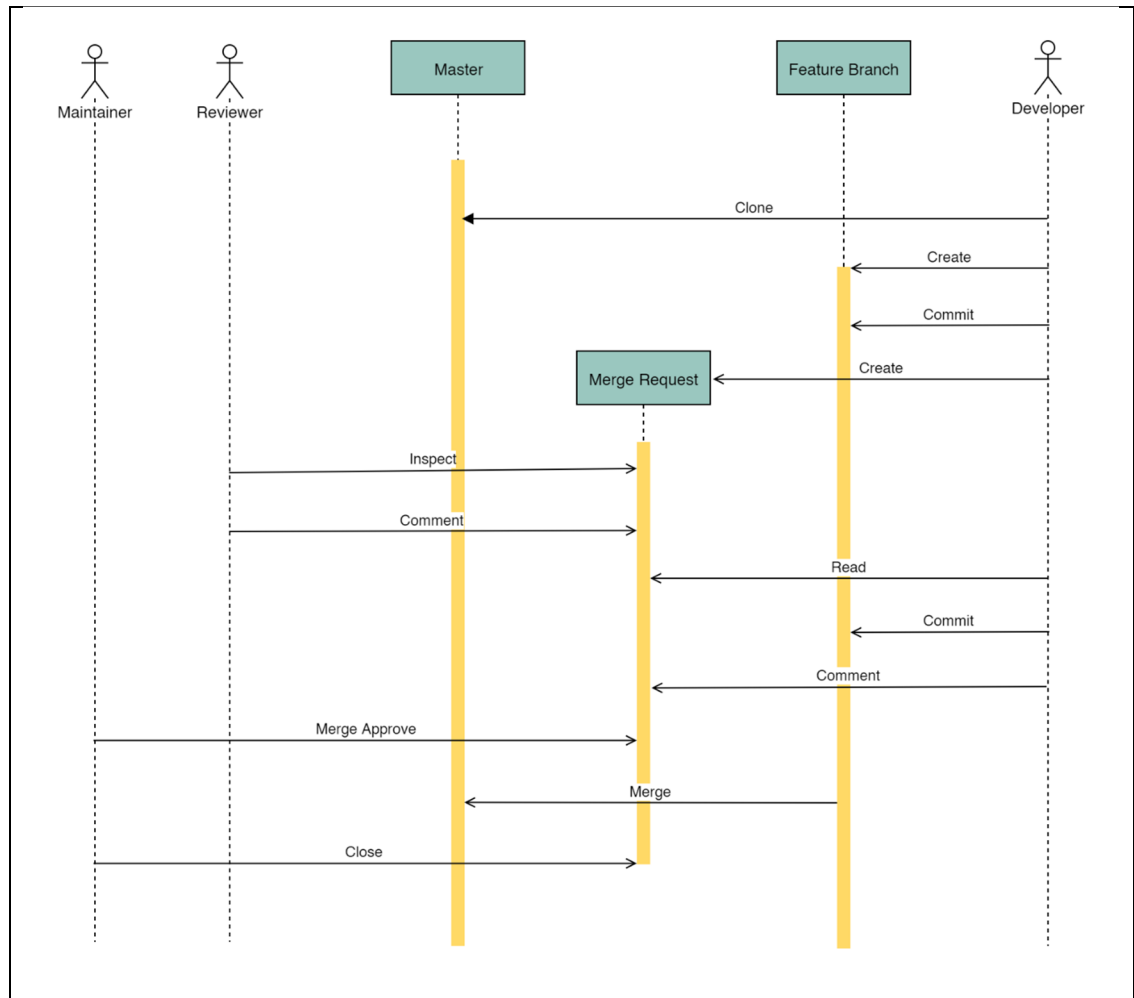 Master
Feature Branch
Maintainer
Reviewer
Developer
Clone
Create
Commit
Merge Request
Create
Inspect
Comment
Read
Commit
Comment
Merge Approve
Merge
Close